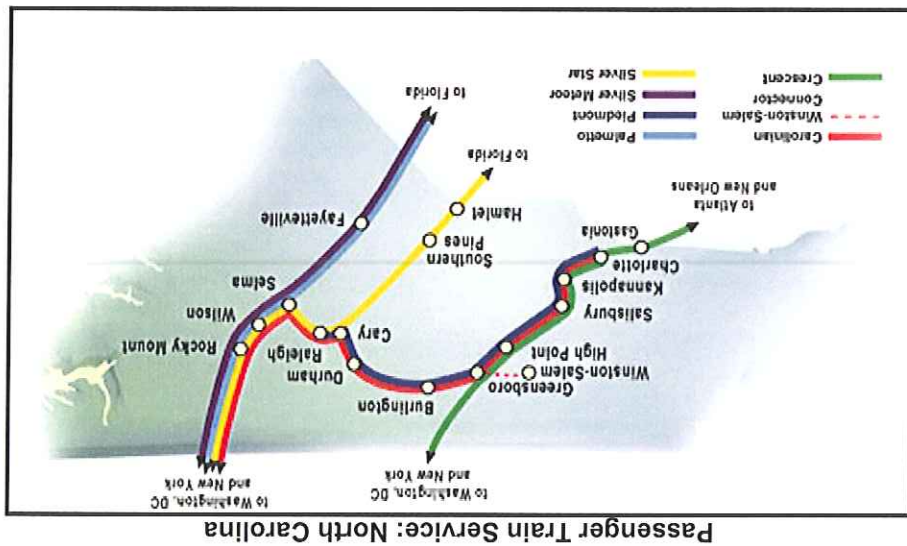 Passenger Train Service: North Carolina
to Washington, DC
and New York
to Washington, DC
and New York
Burlington
Greensboro
Winston-Salem
High Point
Durham
Cary
Raleigh
Rocky Mount
Wilson
Selma
Salisbury
Kannapolis
Charlotte
Gastonia
Southern
Pines
Hamlet
Fayetteville
to Atlanta
and New Orleans
to Florida
to Florida
Carolinian
Winston-Salem
Connector
Crescent
Palmetto
Piedmont
Silver Meteor
Silver Star